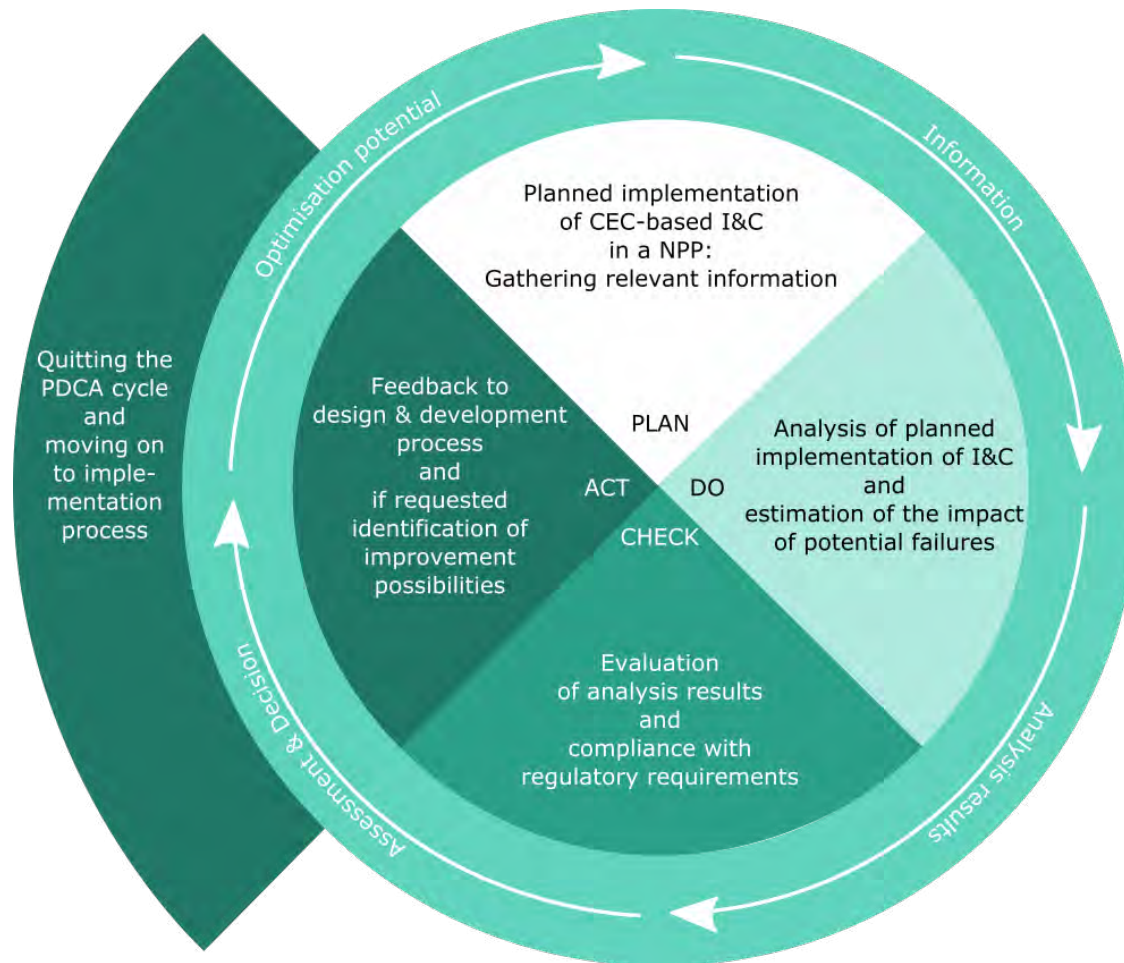 Optimisation potential
Information
Planned implementation
of CEC-based I&C
in a NPP:
Gathering relevant information
PLAN
Analysis of planned
implementation of I&C
and
estimation of the impact
of potential failures
DO
Analysis results
CHECK
Evaluation
of analysis results
and
compliance with
regulatory requirements
Assessment & Decision
ACT
Feedback to
design & development
process
and
if requested
identification of
improvement
possibilities
Quitting the
PDCA cycle
and
moving on
to imple-
mentation
process